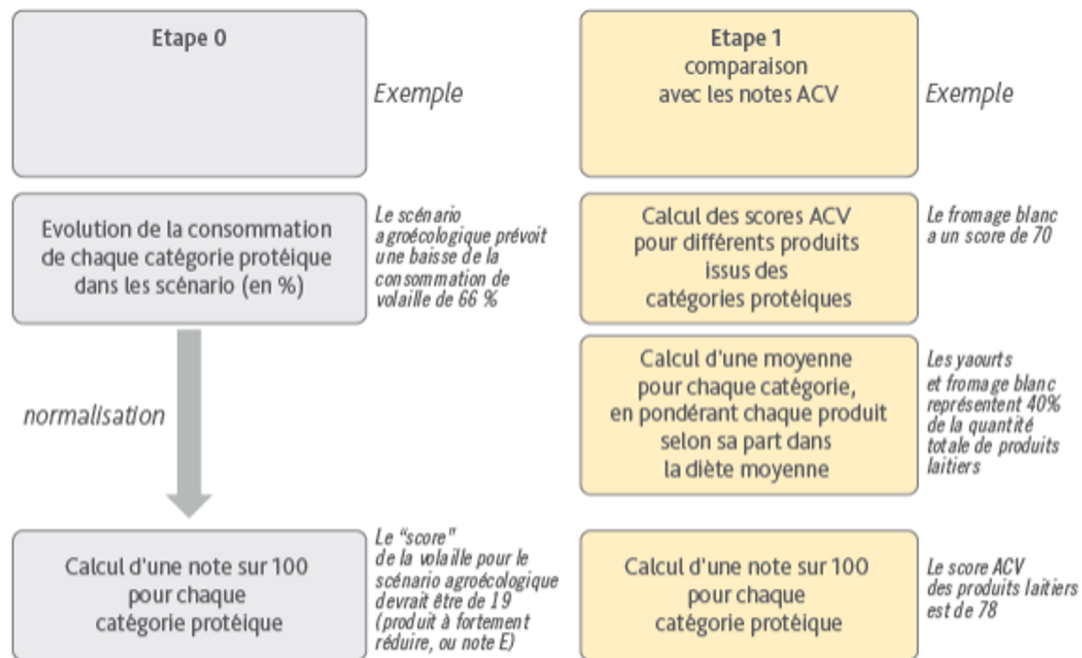 Etape 0
Exemple
Evolution de la consommation
de chaque catégorie protéique
dans les scénario (en %)
Le scénario
agroécologique prévoit
une baisse de la
consommation de
volaille de 66 %
normalisation
Calcul d'une note sur 100
pour chaque
catégorie protéique
Le "score"
de la volaille pour le
scénario agroécologique
devrait être de 19
(produit à fortement
réduire, ou note E)
Etape 1
comparaison
avec les notes ACV
Exemple
Calcul des scores ACV
pour différents produits
issus des
catégories protéiques
Le fromage blanc
a un score de 70
Calcul d'une moyenne
pour chaque catégorie,
en pondérant chaque produit
selon sa part dans
la diète moyenne
Les yaourts
et fromage blanc
représentent 40%
de la quantité
totale de produits
laitiers
Calcul d'une note sur 100
pour chaque
catégorie protéique
Le score ACV
des produits laitiers
est de 78